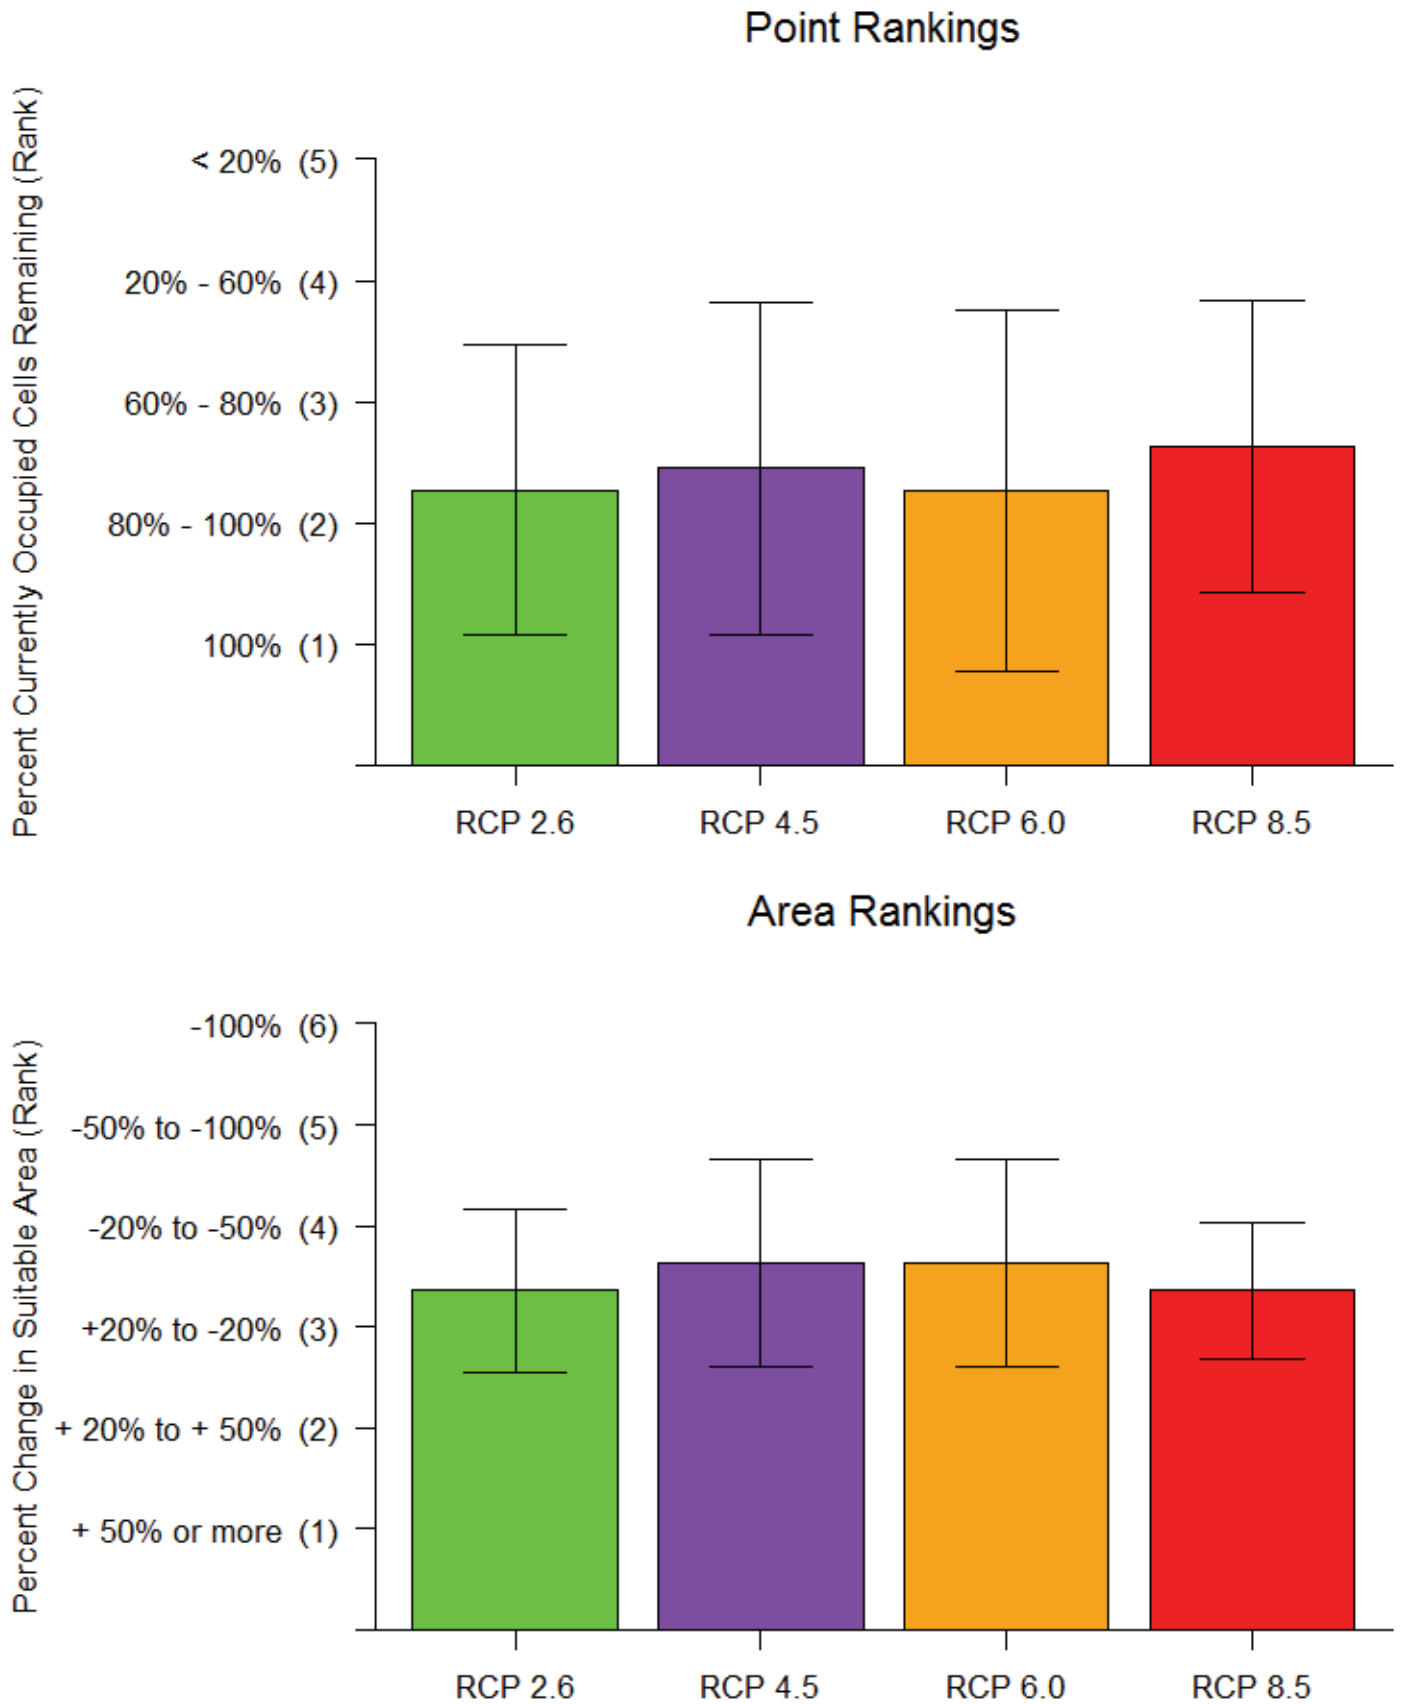 Point Rankings
Percent Currently Occupied Cells Remaining (Rank)
< 20% (5)
20% - 60% (4)
60% - 80% (3)
80% - 100% (2)
100% (1)
RCP 2.6 RCP 4.5 RCP 6.0 RCP 8.5
Area Rankings
Percent Change in Suitable Area (Rank)
-100% (6)
-50% to -100% (5)
-20% to -50% (4)
+20% to -20% (3)
+ 20% to + 50% (2)
+ 50% or more (1)
RCP 2.6 RCP 4.5 RCP 6.0 RCP 8.5